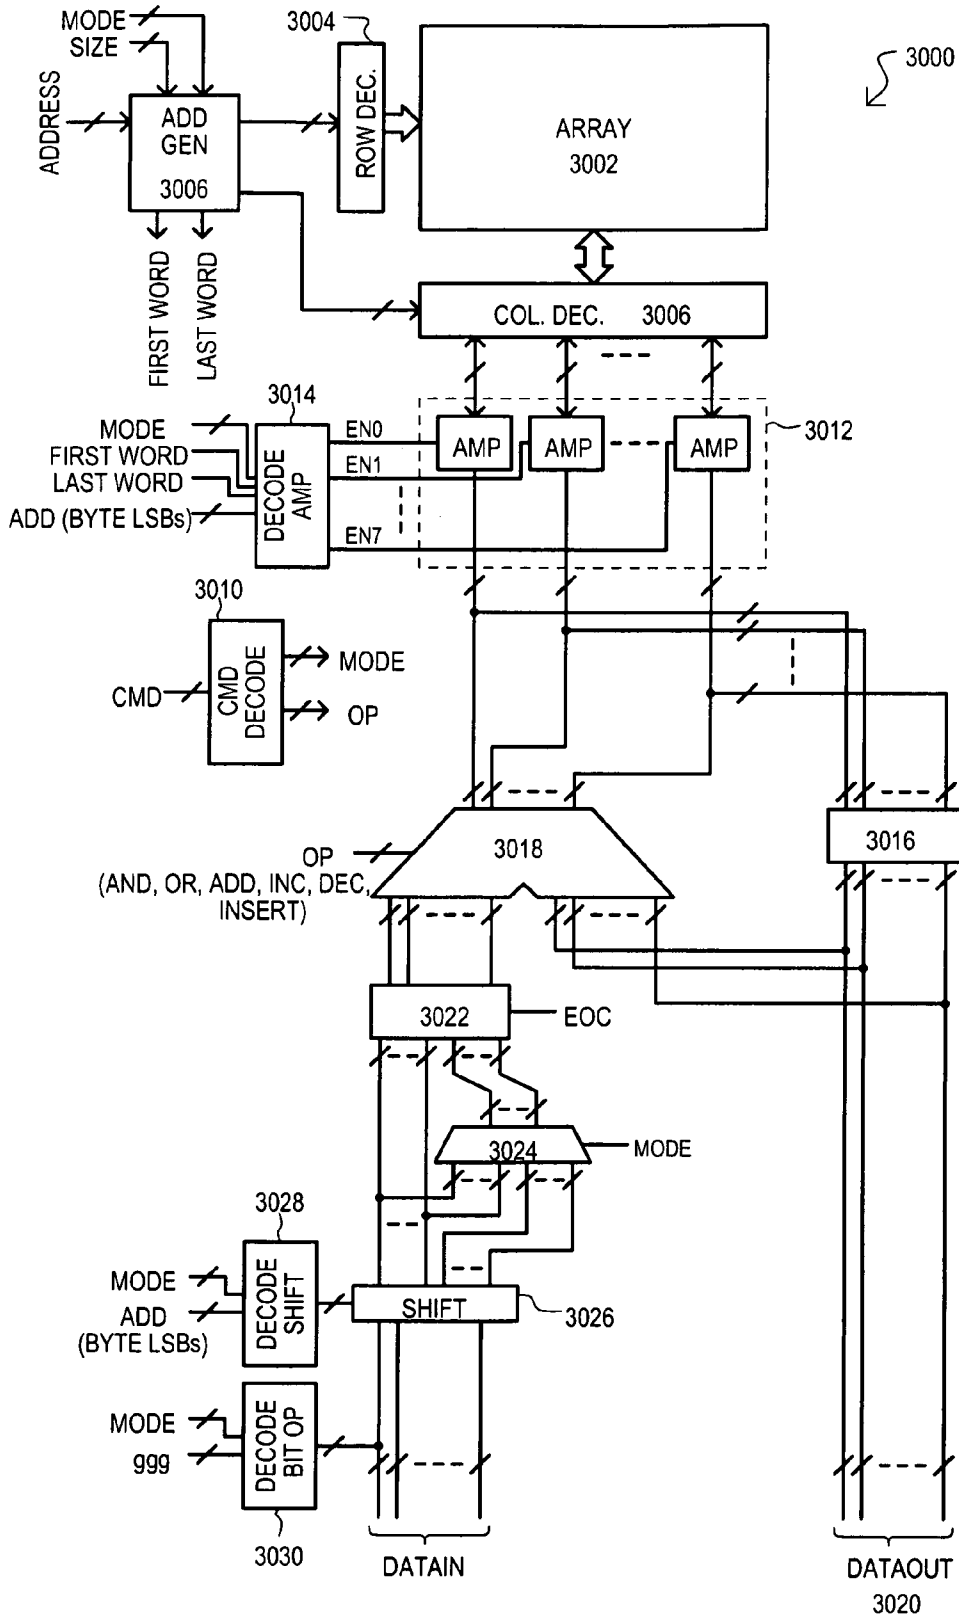 MODE
SIZE
ADDRESS
ADD
GEN
3006
FIRST WORD
LAST WORD
3004
ROW DEC.
ARRAY
3002
3000
COL. DEC. 3006
3014
MODE
FIRST WORD
LAST WORD
ADD (BYTE LSBs)
DECODE
AMP
EN0
EN1
EN7
AMP
AMP
AMP
3012
3010
CMD
CMD
DECODE
MODE
OP
3018
OP
(AND, OR, ADD, INC, DEC,
INSERT)
3016
3022
EOC
3024
MODE
3028
MODE
ADD
(BYTE LSBs)
DECODE
SHIFT
SHIFT
3026
MODE
999
DECODE
BIT OP
3030
DATAIN
DATAOUT
3020